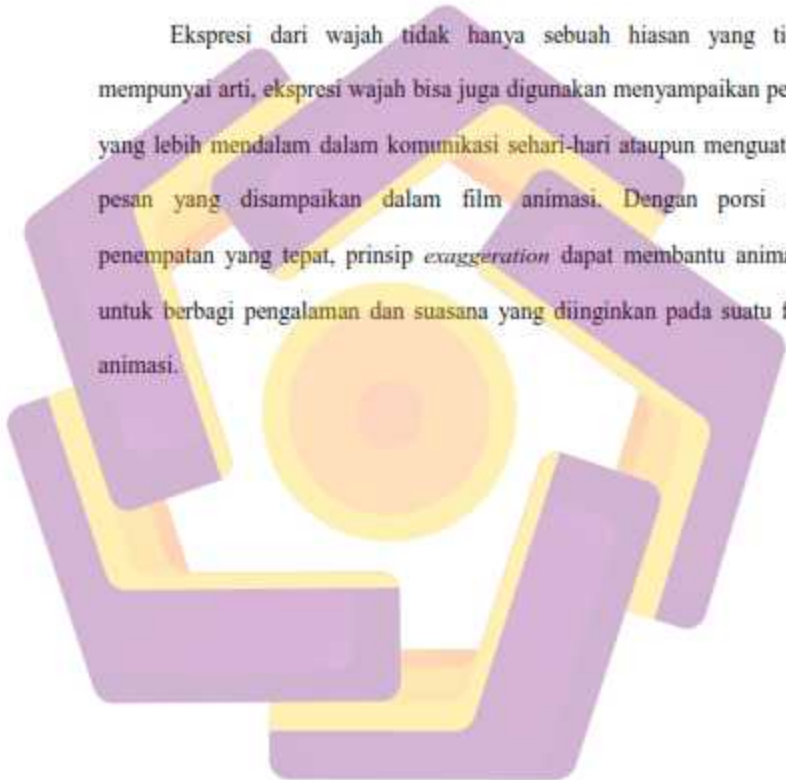 Ekspresi dari wajah tidak hanya sebuah hiasan yang ti
mempunyai arti, ekspresi wajah bisa juga digunakan menyampaikan pe
yang lebih mendalam dalam komunikasi sehari-hari ataupun menguat
pesan yang disampaikan dalam film animasi. Dengan porsi
penempatan yang tepat, prinsip exaggeration dapat membantu anima
untuk berbagi pengalaman dan suasana yang diinginkan pada suatu f
animasi.